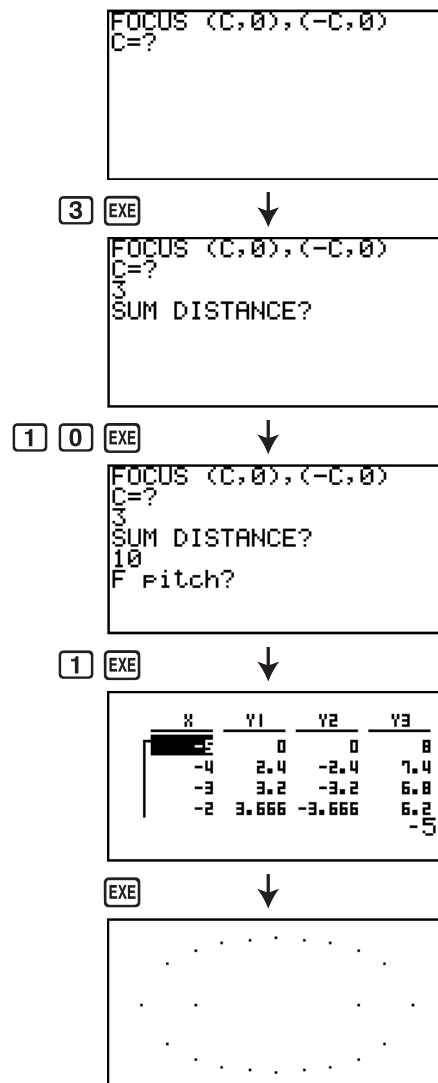 FOCUS (C,0),(-C,0)
C=?
3 EXE
FOCUS (C,0),(-C,0)
C=?
3
SUM DISTANCE?
1 0 EXE
FOCUS (C,0),(-C,0)
C=?
3
SUM DISTANCE?
10
F pitch?
1 EXE
X Y1 Y2 Y3
-5 0 0 8
-4 2.4 -2.4 7.4
-3 3.2 -3.2 6.8
-2 3.666 -3.666 6.2
-5
EXE